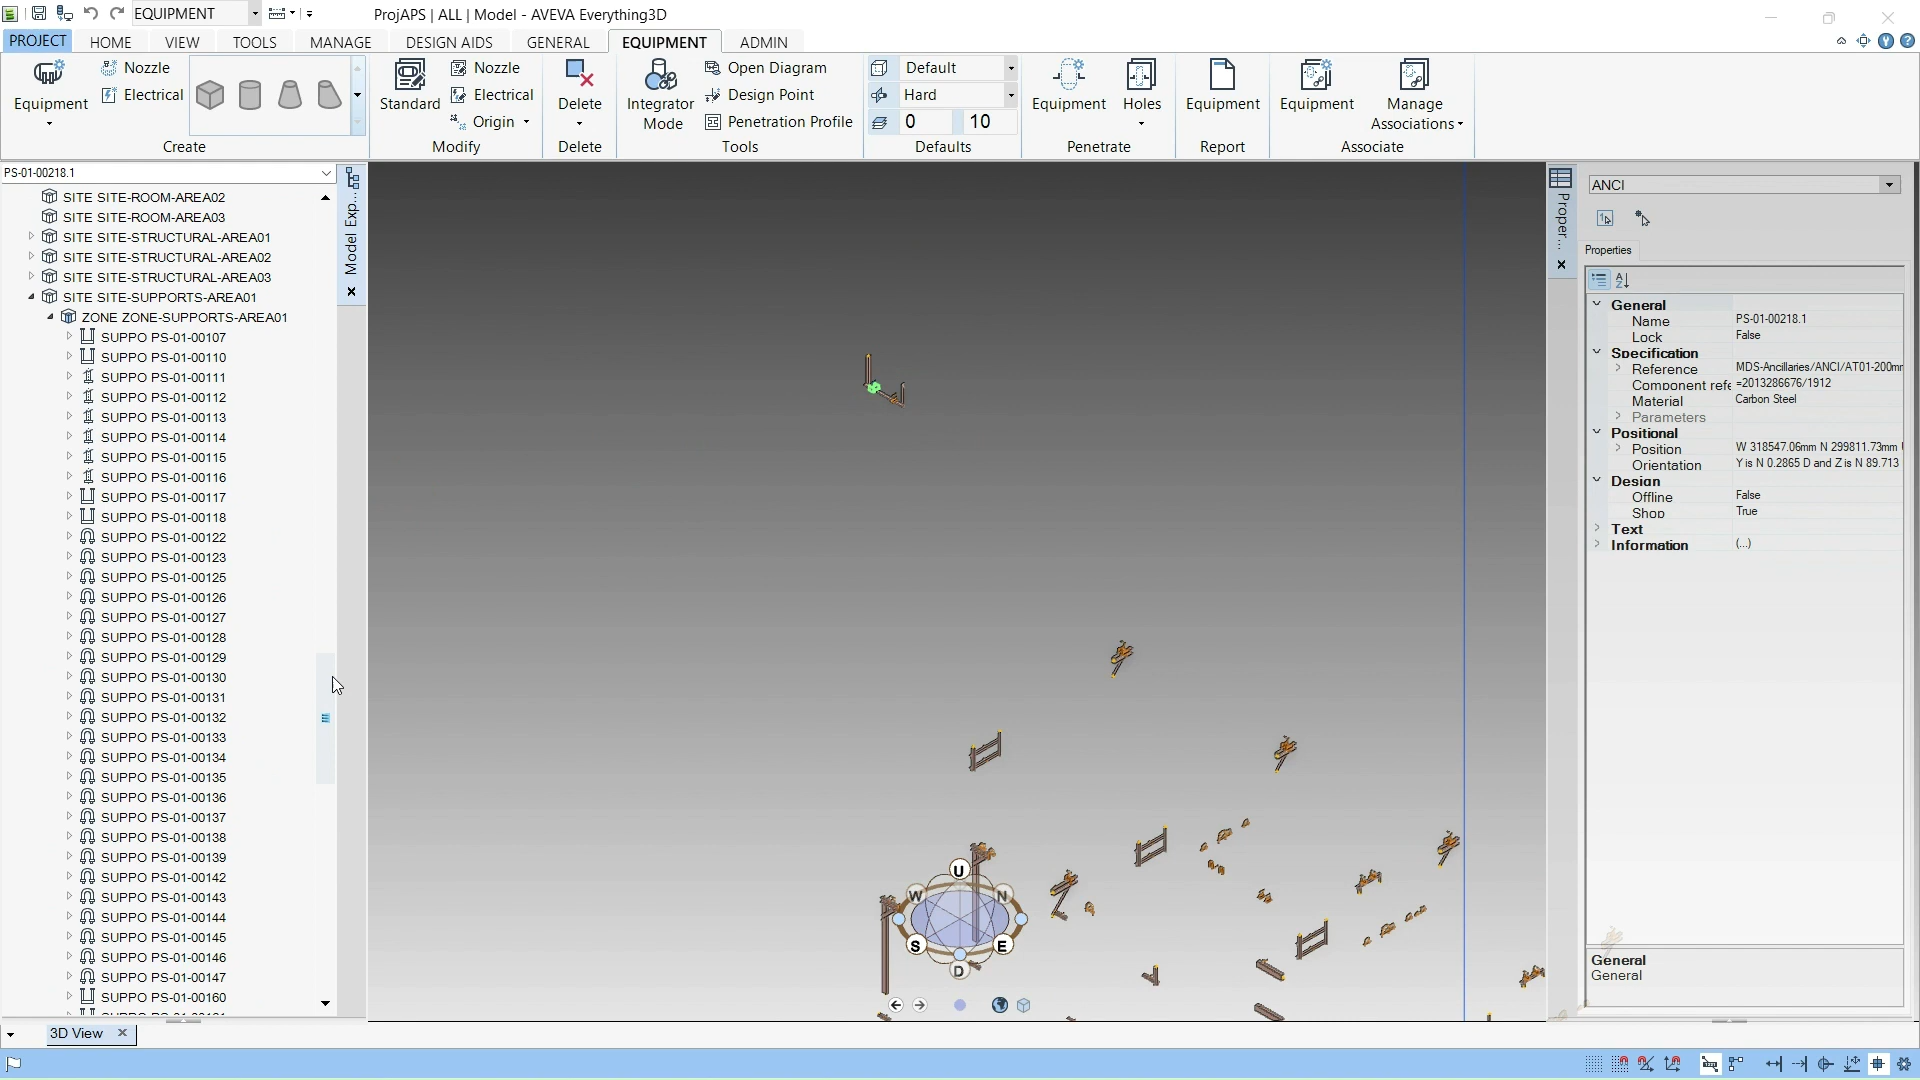 EQUIPMENT
ProjAPS | ALL | Model - AVEVA Everything3D
PROJECT HOME VIEW TOOLS MANAGE DESIGN AIDS GENERAL EQUIPMENT ADMIN
Equipment
Nozzle
Electrical
Create
Standard
Nozzle
Electrical
Origin
Modify
Delete
Delete
Integrator
Mode
Open Diagram
Design Point
Penetration Profile
Tools
Default
Hard
0 10
Defaults
Equipment
Holes
Penetrate
Equipment
Report
Equipment
Manage
Associations
Associate
PS-01-00218.1
SITE SITE-ROOM-AREA02
SITE SITE-ROOM-AREA03
SITE SITE-STRUCTURAL-AREA01
SITE SITE-STRUCTURAL-AREA02
SITE SITE-STRUCTURAL-AREA03
SITE SITE-SUPPORTS-AREA01
ZONE ZONE-SUPPORTS-AREA01
SUPPO PS-01-00107
SUPPO PS-01-00110
SUPPO PS-01-00111
SUPPO PS-01-00112
SUPPO PS-01-00113
SUPPO PS-01-00114
SUPPO PS-01-00115
SUPPO PS-01-00116
SUPPO PS-01-00117
SUPPO PS-01-00118
SUPPO PS-01-00122
SUPPO PS-01-00123
SUPPO PS-01-00125
SUPPO PS-01-00126
SUPPO PS-01-00127
SUPPO PS-01-00128
SUPPO PS-01-00129
SUPPO PS-01-00130
SUPPO PS-01-00131
SUPPO PS-01-00132
SUPPO PS-01-00133
SUPPO PS-01-00134
SUPPO PS-01-00135
SUPPO PS-01-00136
SUPPO PS-01-00137
SUPPO PS-01-00138
SUPPO PS-01-00139
SUPPO PS-01-00142
SUPPO PS-01-00143
SUPPO PS-01-00144
SUPPO PS-01-00145
SUPPO PS-01-00146
SUPPO PS-01-00147
SUPPO PS-01-00160
Model Exp...
U
W N
S E
D
Proper...
ANCI
Properties
General
Name PS-01-00218.1
Lock False
Specification
Reference MDS-Ancillaries/ANCI/AT01-200mm
Component refe =2013286676/1912
Material Carbon Steel
Parameters
Positional
Position W 318547.06mm N 299811.73mm
Orientation Y is N 0.2865 D and Z is N 89.713
Design
Offline False
Shop True
Text
Information (...)
General
General
3D View